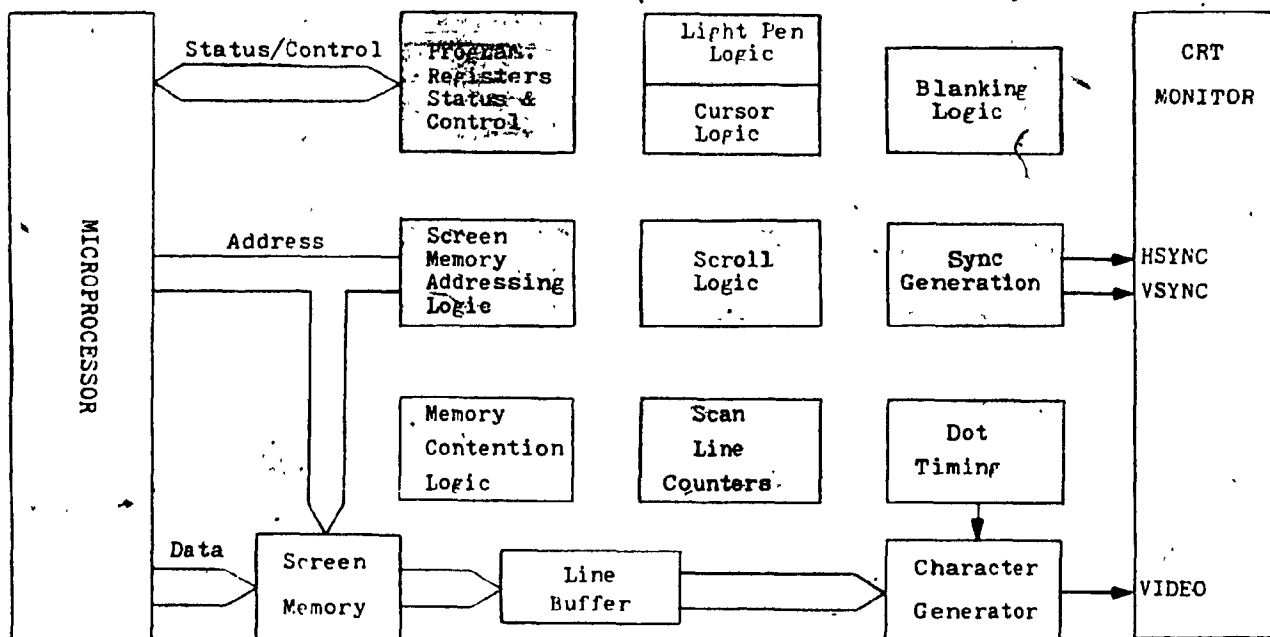 MICROPROCESSOR
Status/Control
Program.
Registers
Status &
Control
Light Pen
Logic
Cursor
Logic
Blanking
Logic
CRT
MONITOR
Address
Screen
Memory
Addressing
Logic
Scroll
Logic
Sync
Generation
HSYNC
VSYNC
Memory
Contention
Logic
Scan
Line
Counters
Dot
Timing
Data
Screen
Memory
Line
Buffer
Character
Generator
VIDEO